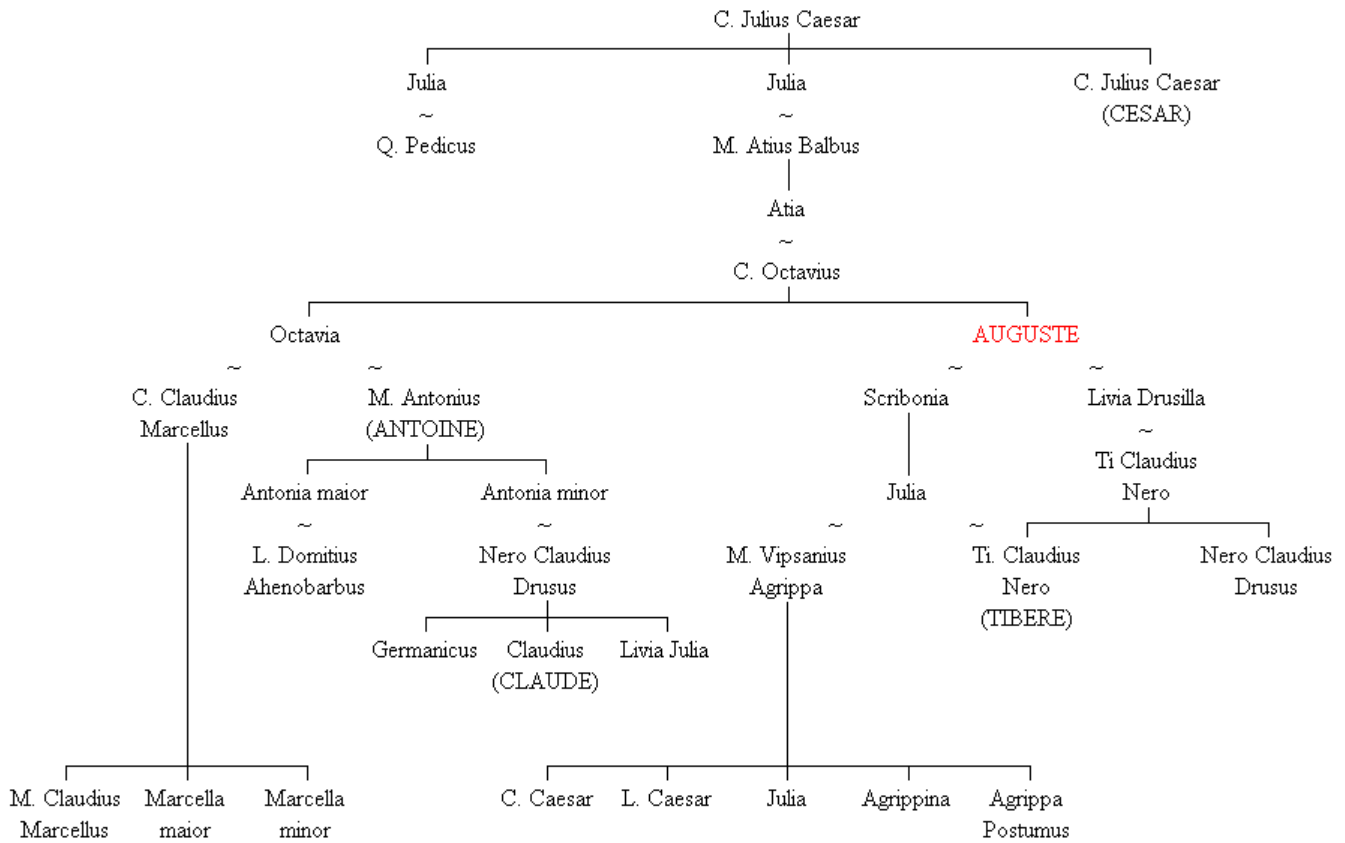 C. Julius Caesar
Julia Julia C. Julius Caesar
~ ~ (CESAR)
Q. Pedicus M. Atius Balbus
Atia
~
C. Octavius
Octavia AUGUSTE
~ ~ ~ ~
C. Claudius M. Antonius Scribonia Livia Drusilla
Marcellus (ANTOINE) ~
Ti Claudius
Antonia maior Antonia minor Julia Nero
~ ~ ~ ~
L. Domitius Nero Claudius M. Vipsanius Ti. Claudius Nero Claudius
Ahenobarbus Drusus Agrippa Nero Drusus
(TIBERE)
Germanicus Claudius Livia Julia
(CLAUDE)
M. Claudius Marcella Marcella C. Caesar L. Caesar Julia Agrippina Agrippa
Marcellus maior minor Postumus